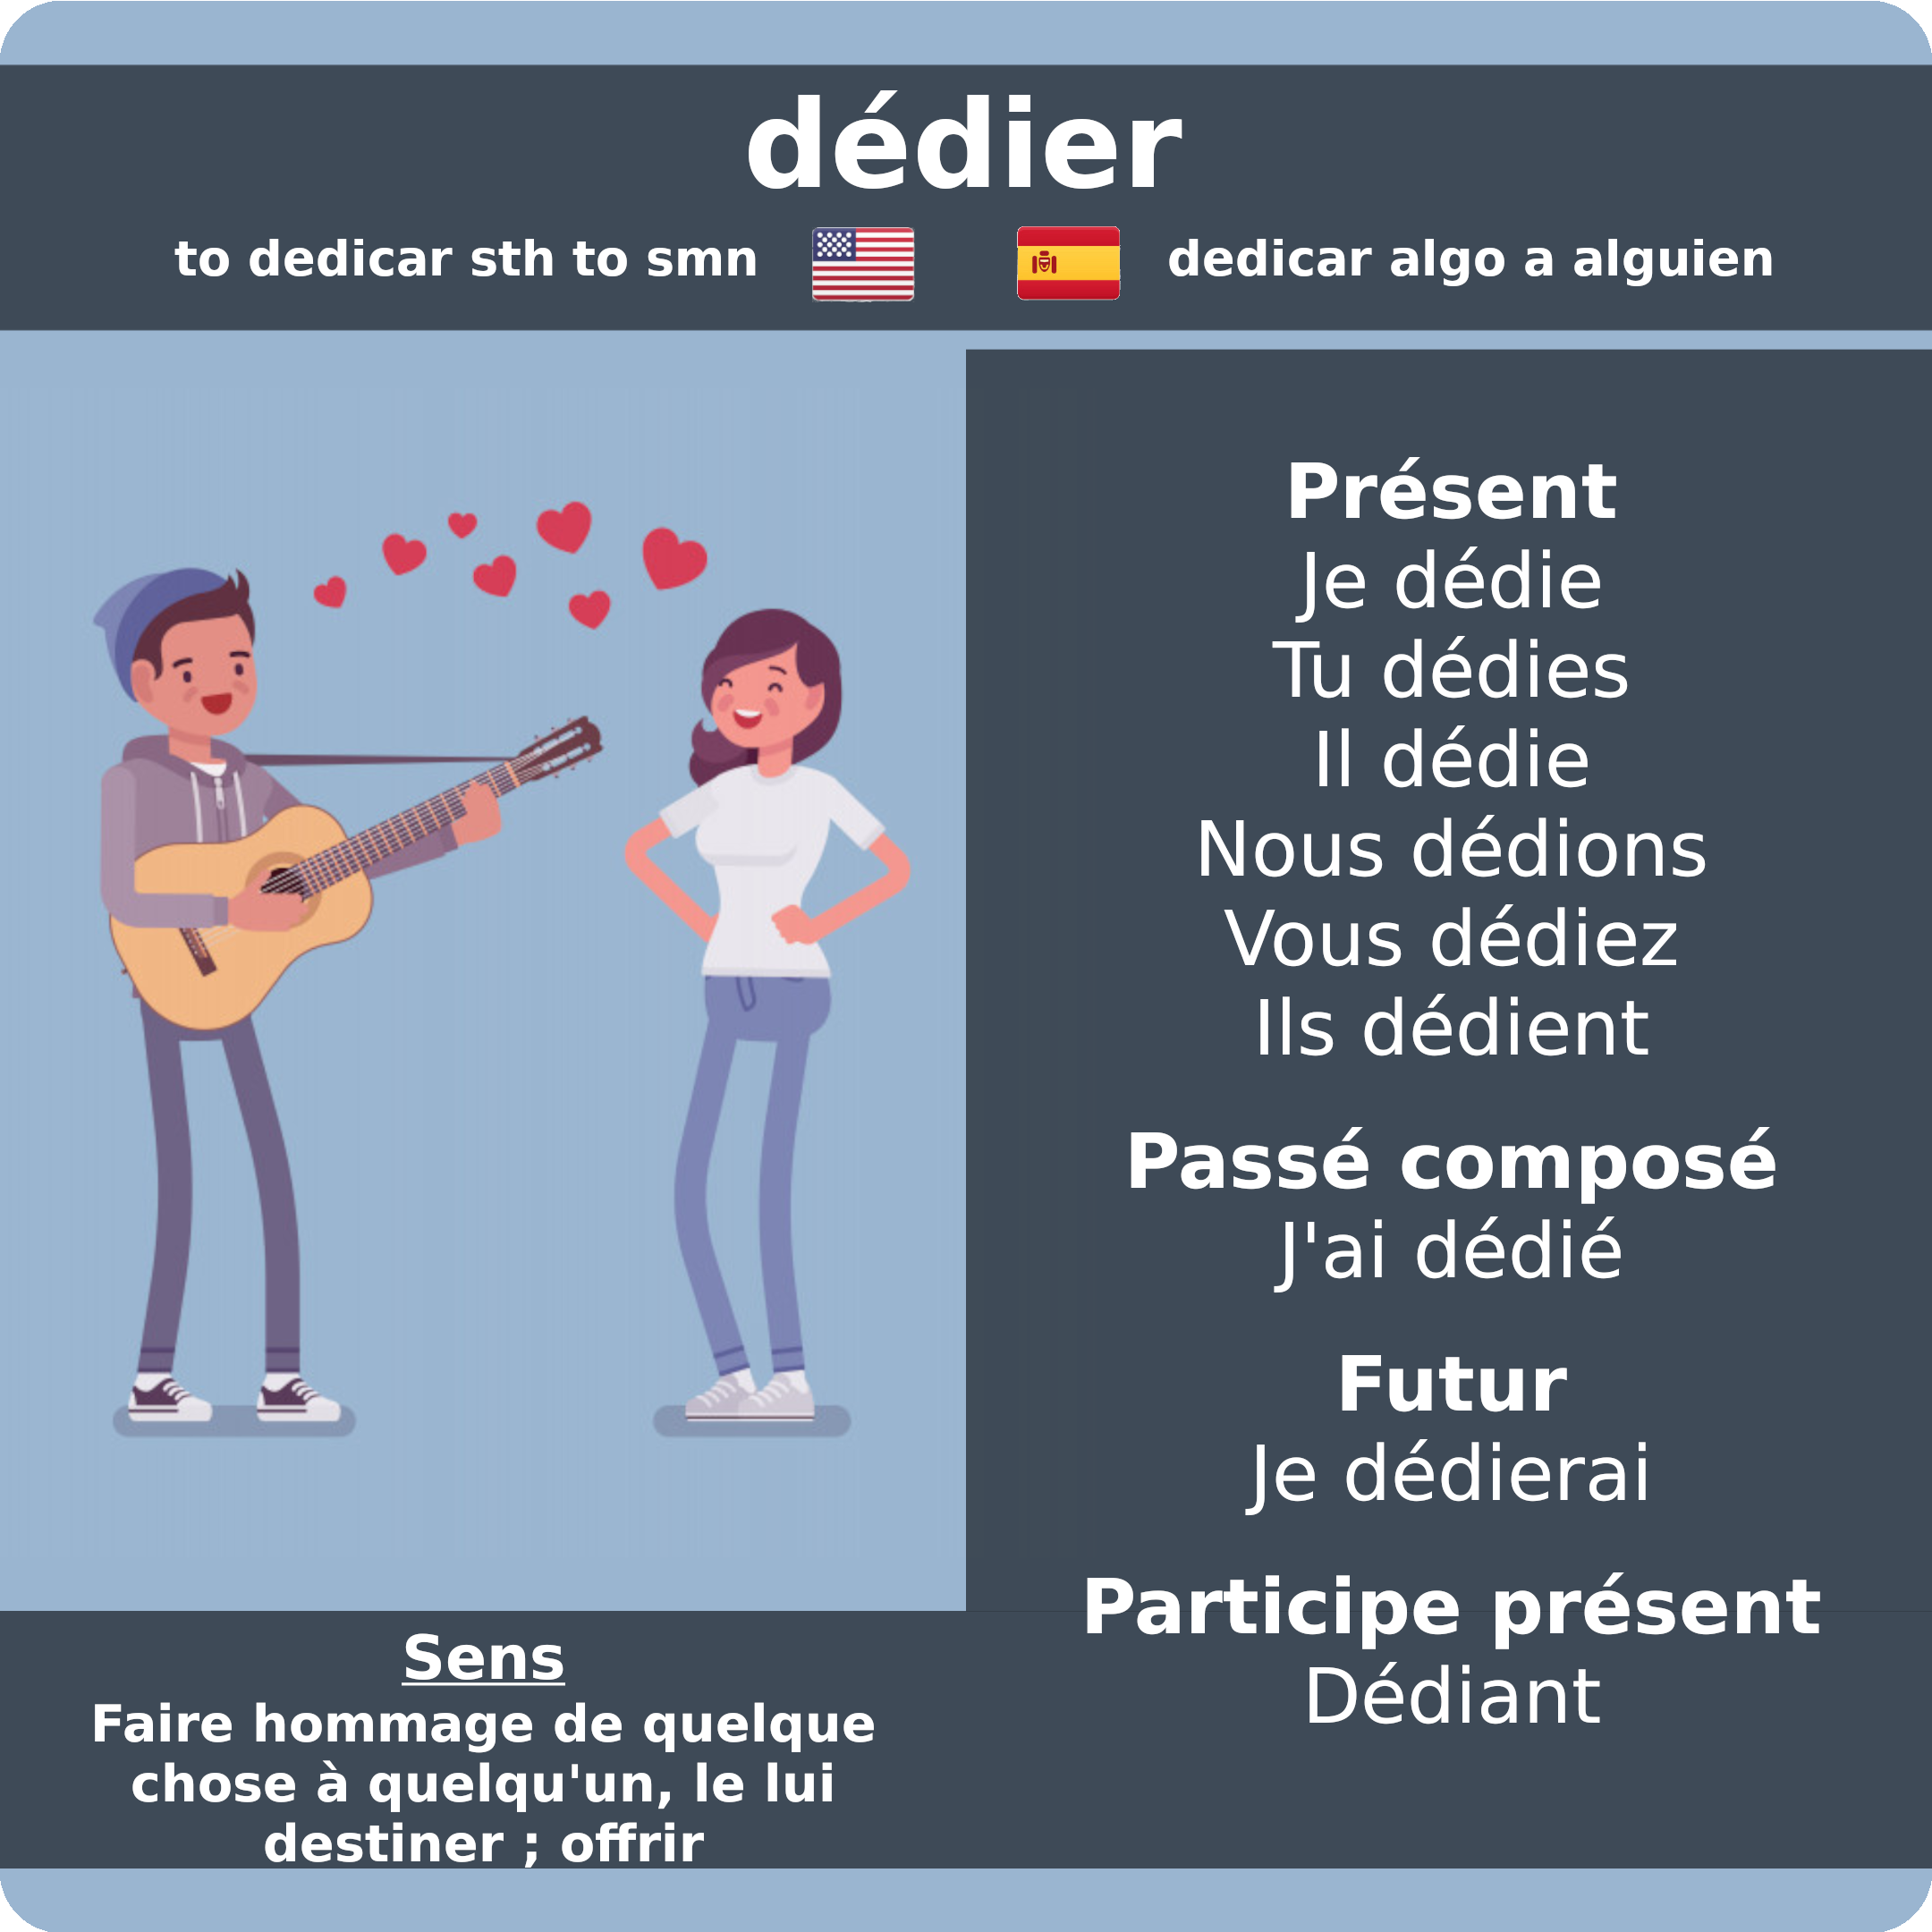 dédier
to dedicar sth to smn
dedicar algo a alguien
Présent
Je dédie
Tu dédies
Il dédie
Nous dédions
Vous dédiez
Ils dédient
Passé composé
J'ai dédié
Futur
Je dédierai
Participe présent
Dédiant
Sens
Faire hommage de quelque
chose à quelqu'un, le lui
destiner ; offrir